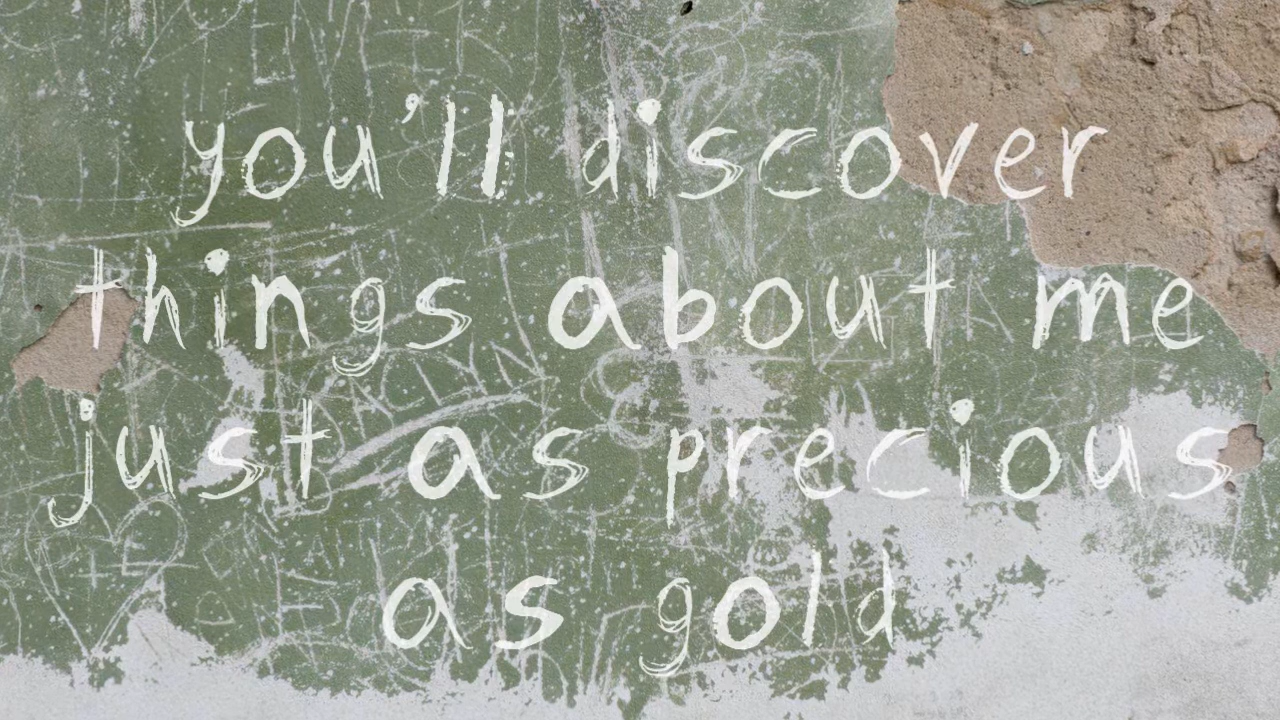 you'll discover
things about me
just as precious
as gold